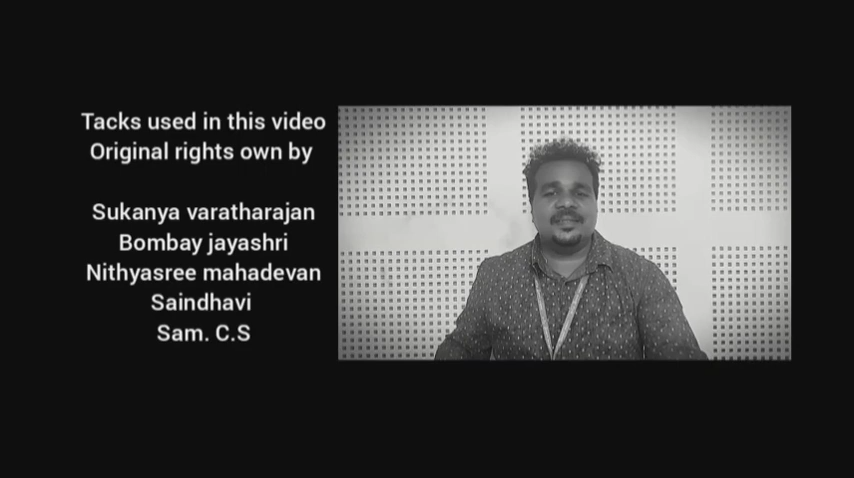 Tacks used in this video
Original rights own by
Sukanya varatharajan
Bombay jayashri
Nithyasree mahadevan
Saindhavi
Sam. C.S